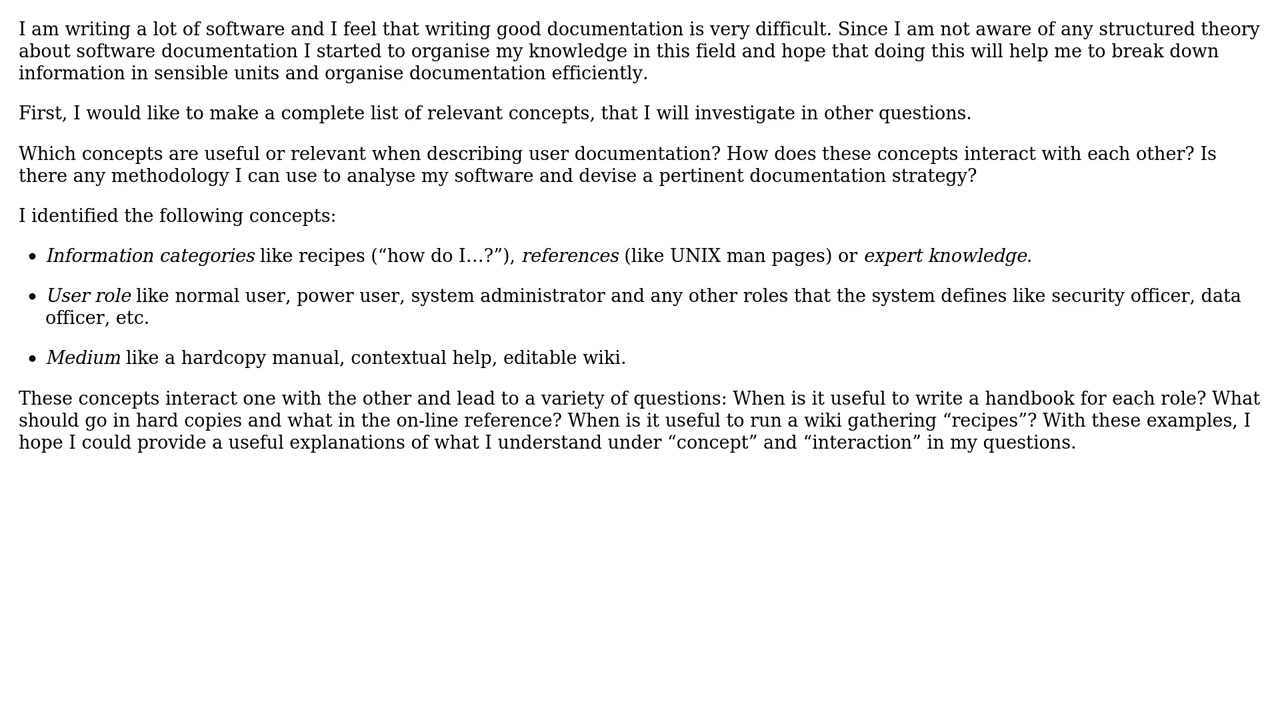 I am writing a lot of software and I feel that writing good documentation is very difficult. Since I am not aware of any structured theory
about software documentation I started to organise my knowledge in this field and hope that doing this will help me to break down
information in sensible units and organise documentation efficiently.
First, I would like to make a complete list of relevant concepts, that I will investigate in other questions.
Which concepts are useful or relevant when describing user documentation? How does these concepts interact with each other? Is
there any methodology I can use to analyse my software and devise a pertinent documentation strategy?
I identified the following concepts:
• Information categories like recipes (“how do I…?”), references (like UNIX man pages) or expert knowledge.
• User role like normal user, power user, system administrator and any other roles that the system defines like security officer, data
officer, etc.
• Medium like a hardcopy manual, contextual help, editable wiki.
These concepts interact one with the other and lead to a variety of questions: When is it useful to write a handbook for each role? What
should go in hard copies and what in the on-line reference? When is it useful to run a wiki gathering “recipes”? With these examples, I
hope I could provide a useful explanations of what I understand under “concept” and “interaction” in my questions.